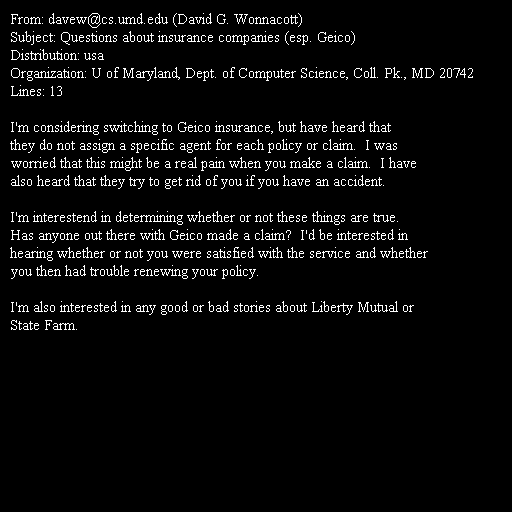 From: davew@cs.umd.edu (David G. Wonnacott)
Subject: Questions about insurance companies (esp. Geico)
Distribution: usa
Organization: U of Maryland, Dept. of Computer Science, Coll. Pk., MD 20742
Lines: 13

I'm considering switching to Geico insurance, but have heard that
they do not assign a specific agent for each policy or claim.  I was
worried that this might be a real pain when you make a claim.  I have
also heard that they try to get rid of you if you have an accident.

I'm interestend in determining whether or not these things are true.
Has anyone out there with Geico made a claim?  I'd be interested in
hearing whether or not you were satisfied with the service and whether
you then had trouble renewing your policy.

I'm also interested in any good or bad stories about Liberty Mutual or
State Farm.